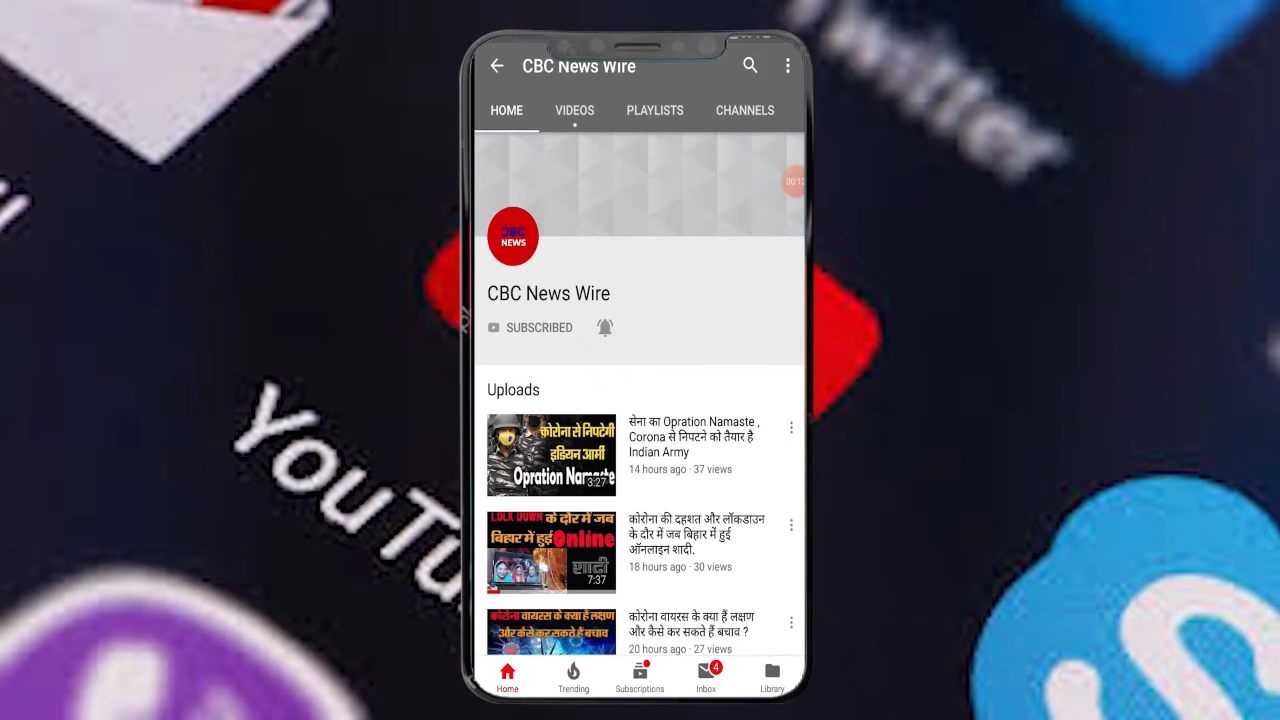 CBC News Wire
HOME VIDEOS PLAYLISTS CHANNELS
CBC
NEWS
CBC News Wire
SUBSCRIBED
Uploads
कोरोना से निपटेगी
इडियन आर्मी
Opration Namaste
3:27
सेना का Opration Namaste ,
Corona से निपटने को तैयार है
Indian Army
14 hours ago · 37 views
LOCK DOWN के दौर में जब
बिहार में हुई Online
शादी
7:37
कोरोना की दहशत और लॉकडाउन
के दौर में जब बिहार में हुई
ऑनलाइन शादी.
18 hours ago · 30 views
कोरोना वायरस के क्या हैं लक्षण
और कैसे कर सकते हैं बचाव
कोरोना वायरस के क्या हैं लक्षण
और कैसे कर सकते हैं बचाव ?
20 hours ago · 27 views
4
Home Trending Subscriptions Inbox Library
YouTu